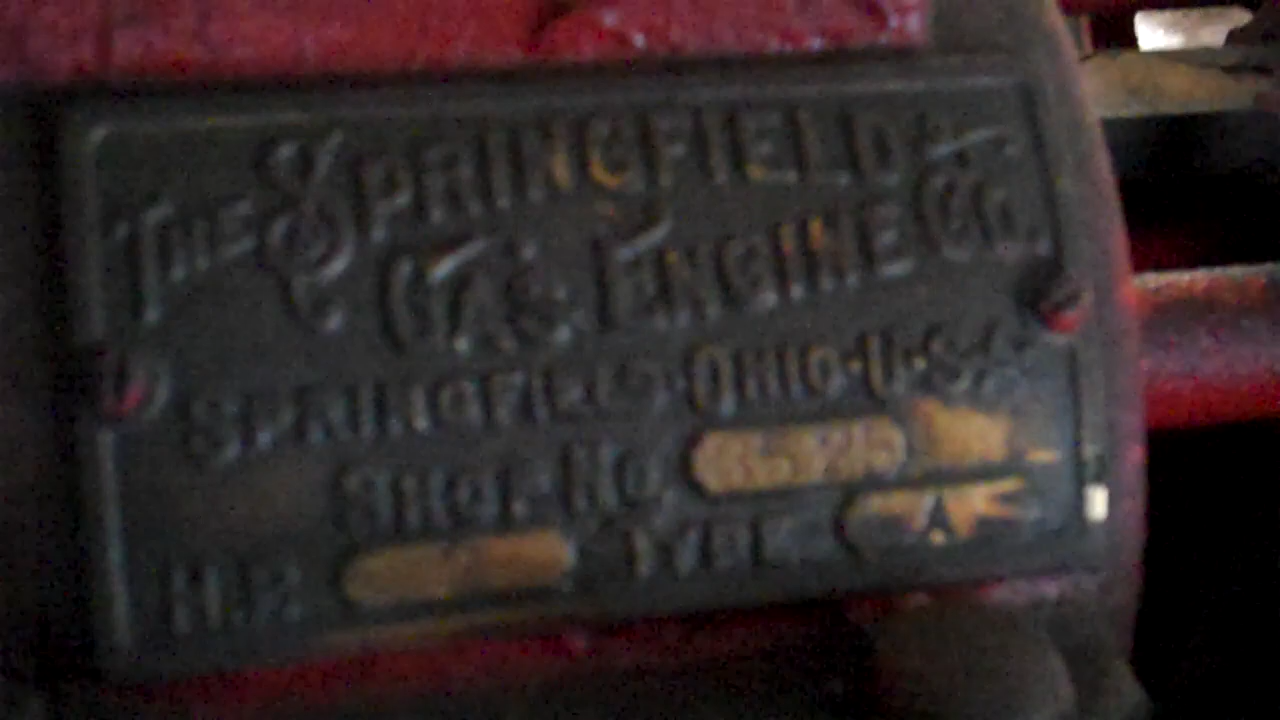 THE SPRINGFIELD
GAS ENGINE CO.
SPRINGFIELD·OHIO·U·S·A
SHOP·No
H.P. TYPE A